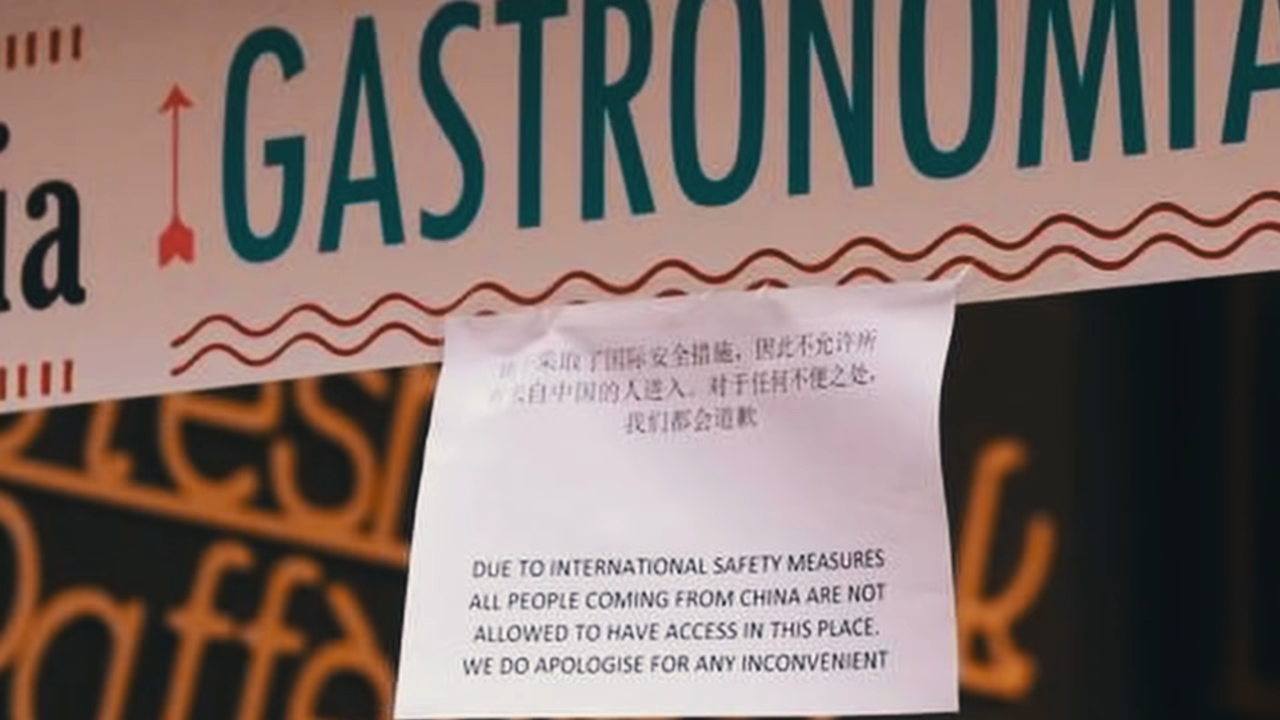 ia
GASTRONOMIA
采取了国际安全措施，因此不允许所
来自中国的人进入。对于任何不便之处，
我们都会道歉
DUE TO INTERNATIONAL SAFETY MEASURES
ALL PEOPLE COMING FROM CHINA ARE NOT
ALLOWED TO HAVE ACCESS IN THIS PLACE.
WE DO APOLOGISE FOR ANY INCONVENIENT
affè